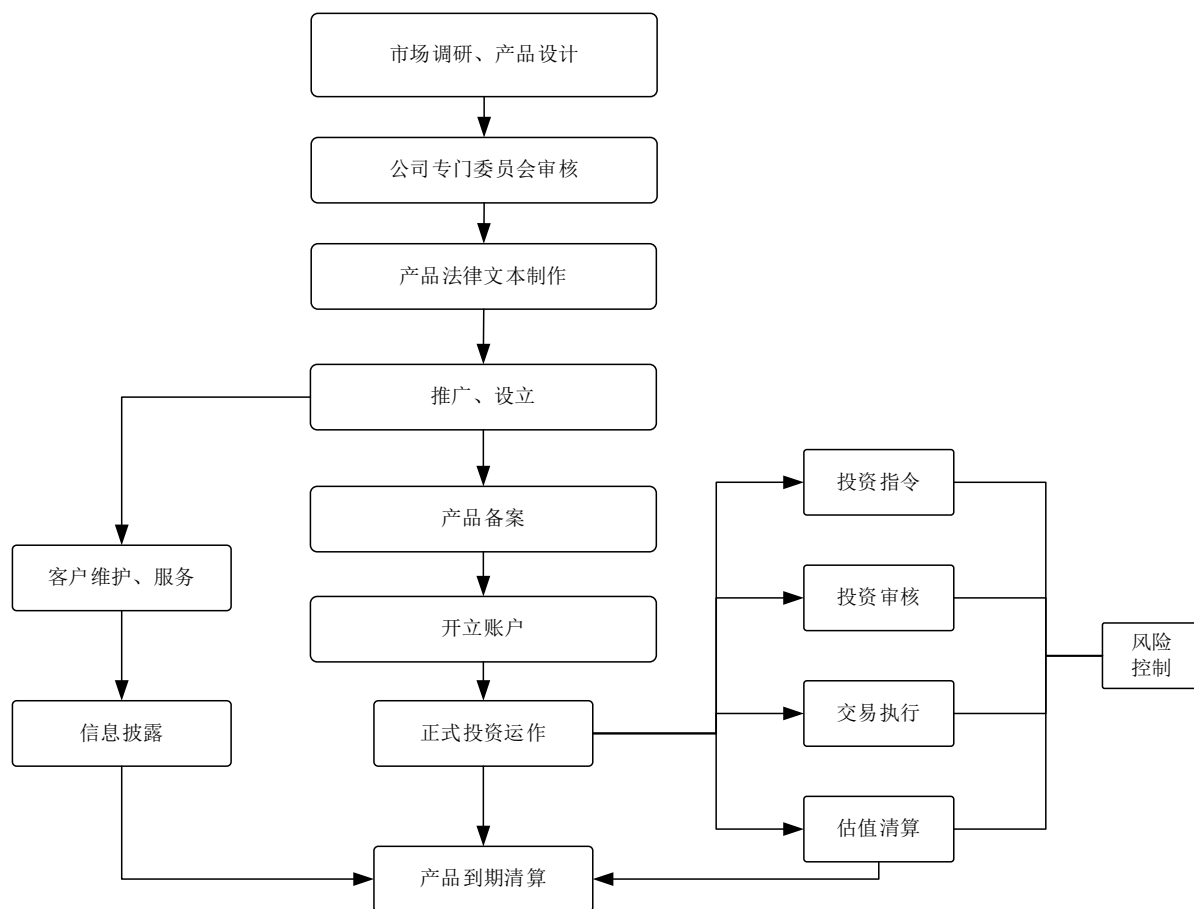 市场调研、产品设计
公司专门委员会审核
产品法律文本制作
推广、设立
投资指令
产品备案
客户维护、服务
投资审核
开立账户
风险
控制
信息披露
正式投资运作
交易执行
估值清算
产品到期清算